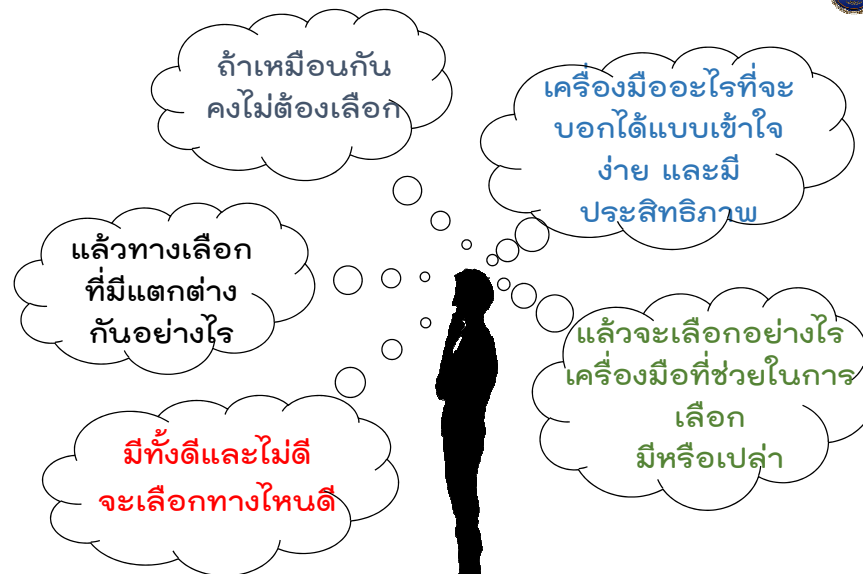 ถ้าเหมือนกัน
คงไม่ต้องเลือก
เครื่องมืออะไรที่จะ
บอกได้แบบเข้าใจ
ง่าย และมี
ประสิทธิภาพ
แล้วทางเลือก
ที่มีแตกต่าง
กันอย่างไร
แล้วจะเลือกอย่างไร
เครื่องมือที่ช่วยในการ
เลือก
มีหรือเปล่า
มีทั้งดีและไม่ดี
จะเลือกทางไหนดี